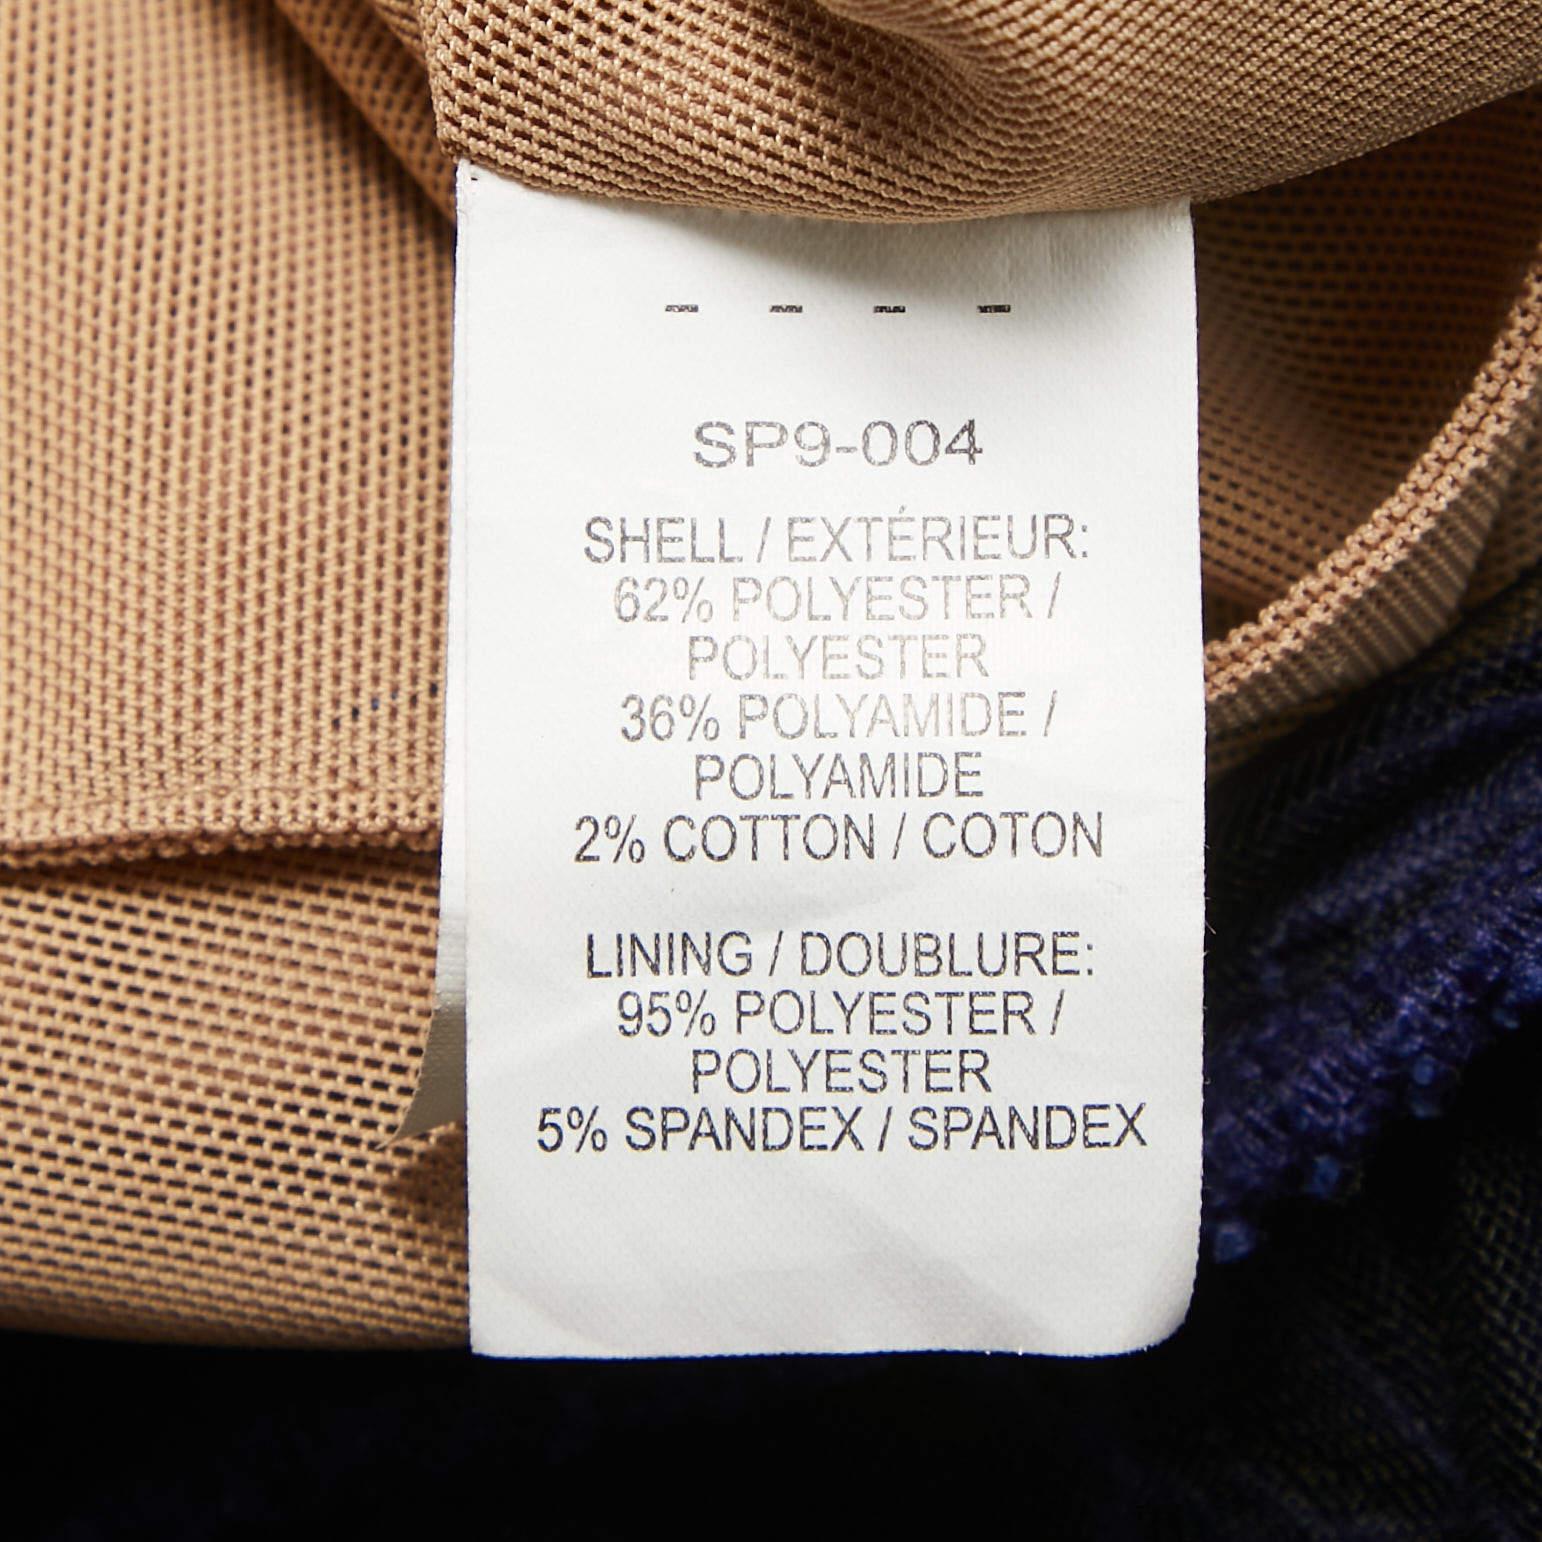 - - - -
SP9-004
SHELL / EXTÉRIEUR:
62% POLYESTER /
POLYESTER
36% POLYAMIDE /
POLYAMIDE
2% COTTON / COTON
LINING / DOUBLURE:
95% POLYESTER /
POLYESTER
5% SPANDEX / SPANDEX